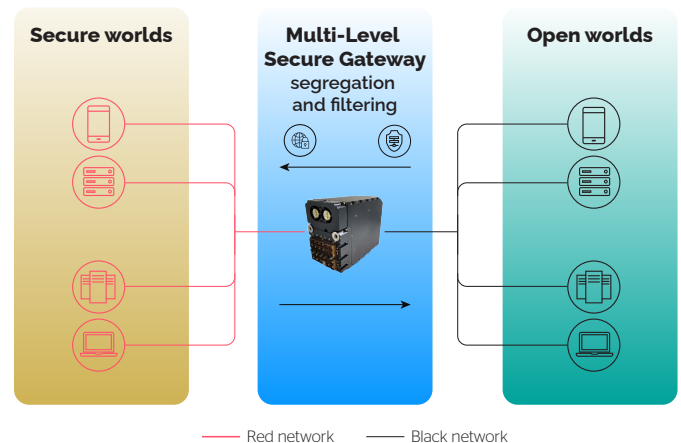 Secure worlds
Multi-Level
Secure Gateway
segregation
and filtering
Open worlds
Red network
Black network